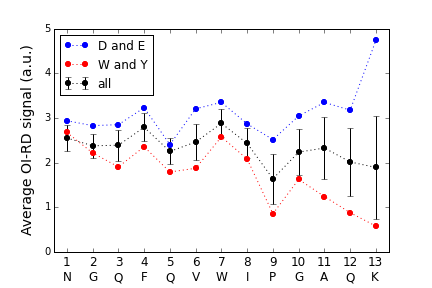 5
4
3
2
1
0
Average OI-RD signal (a.u.)
D and E
W and Y
all
1 2 3 4 5 6 7 8 9 10 11 12 13
N G Q F Q V W I P G A Q K